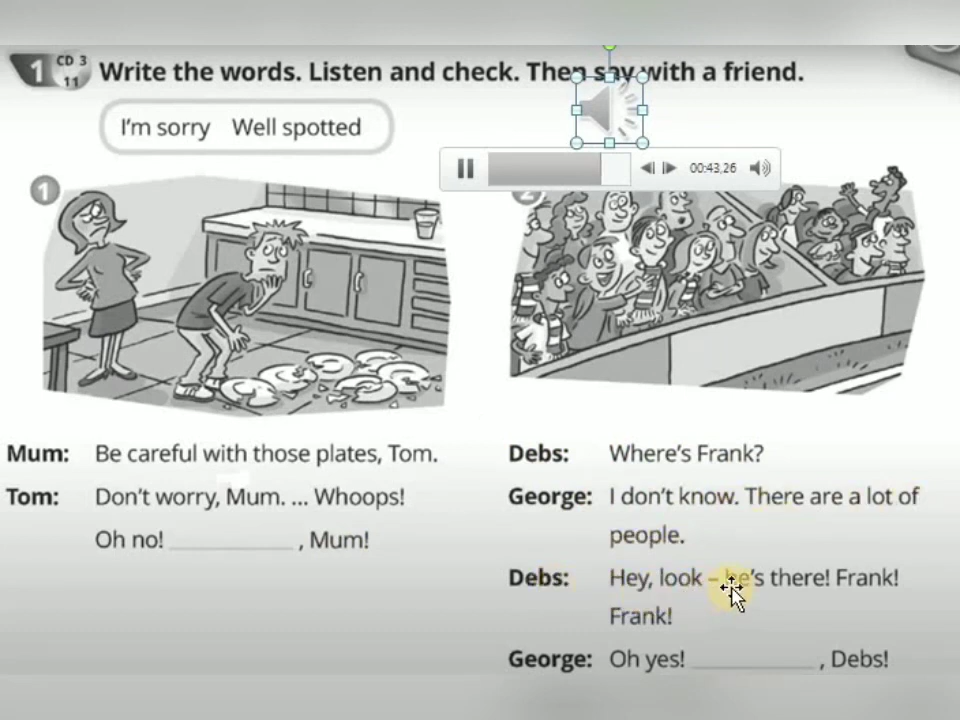 1 CD 3 11 Write the words. Listen and check. Then say with a friend.
I'm sorry Well spotted
00:43,26
1
2
Mum: Be careful with those plates, Tom.
Tom: Don't worry, Mum. ... Whoops!
Oh no! __________ , Mum!
Debs: Where's Frank?
George: I don't know. There are a lot of
people.
Debs: Hey, look – he's there! Frank!
Frank!
George: Oh yes! __________ , Debs!